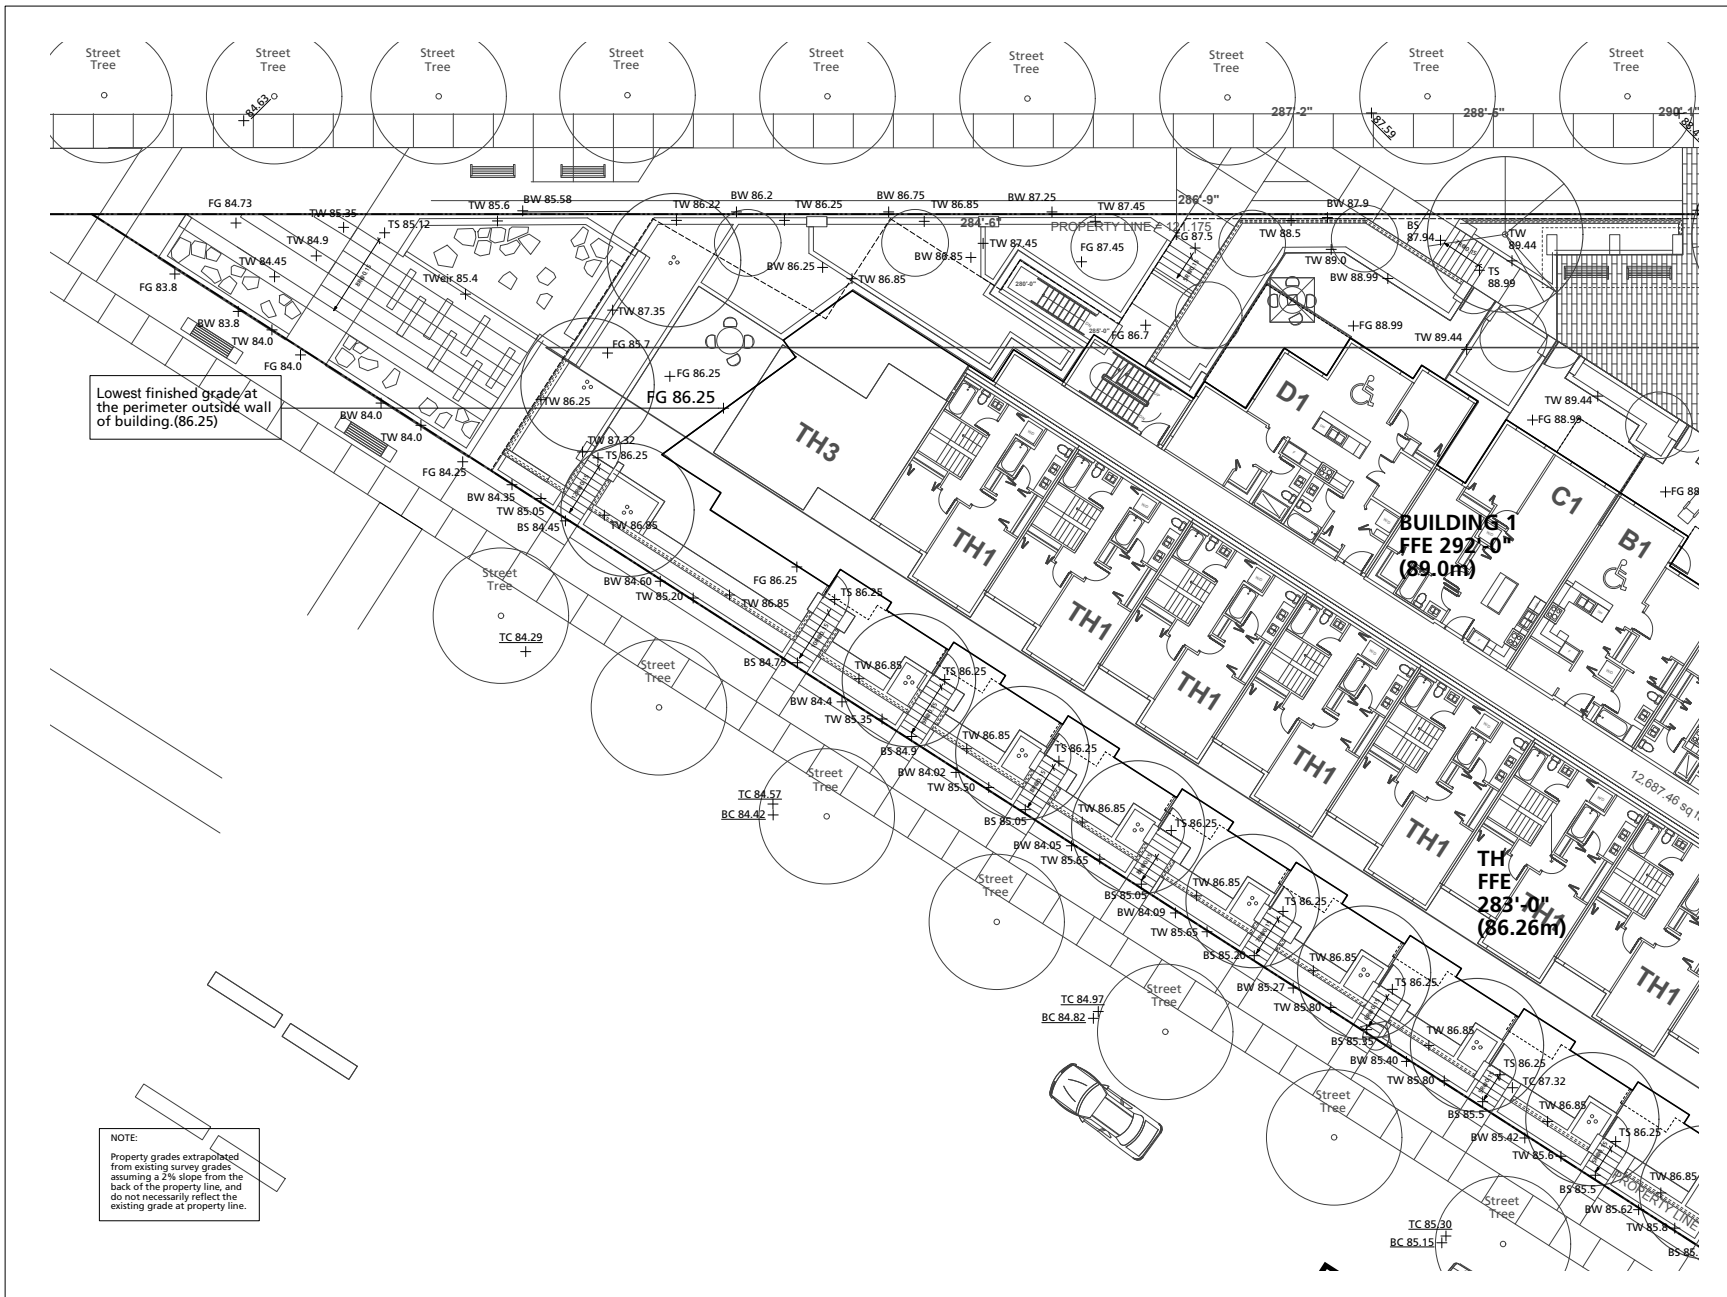 Street
Tree
Street
Tree
Street
Tree
Street
Tree
Street
Tree
Street
Tree
Street
Tree
Street
Tree
Street
Tree
84.63
287'-2"
87.59
288'-5"
290'-1"
FG 84.73
TW 85.35
TS 85.12
TW 84.9
TW 84.45
FG 83.8
TW 85.6
BW 85.58
TW 86.22
BW 86.2
TW 86.25
BW 86.75
TW 86.85
284'-6"
BW 87.25
TW 87.45
PROPERTY LINE = 121.175
286'-9"
FG 87.5
TW 88.5
BW 87.9
BS
87.94
TW
89.44
TS
88.99
TW 87.45
FG 87.45
TW 89.0
BW 88.99
BW 86.25
BW 86.85
TW 86.85
280'-0"
285'-0"
TWeir 85.4
TW 87.35
BW 83.8
TW 84.0
FG 84.0
FG 85.7
FG 86.25
FG 86.25
FG 86.7
FG 88.99
TW 89.44
TW 89.44
FG 88.99
Lowest finished grade at
the perimeter outside wall
of building.(86.25)
BW 84.0
TW 84.0
FG 84.25
TW 86.25
TW 87.32
TS 86.25
BW 84.35
TW 85.05
BS 84.45
TW 86.85
TH3
D1
C1
B1
FG 88
BUILDING 1
FFE 292'-0"
(89.0m)
TH1
TH1
TH1
TH1
TH1
TH1
TH1
Street
Tree
TC 84.29
BW 84.60
TW 85.20
FG 86.25
TW 86.85
TS 86.25
BS 84.75
TW 86.85
TS 86.25
BW 84.4
TW 85.35
BS 84.9
Street
Tree
TW 86.85
TS 86.25
BW 84.02
TW 85.50
BS 85.05
Street
Tree
TC 84.57
BC 84.42
TW 86.85
TS 86.25
BW 84.05
TW 85.65
BS 85.05
12,687.46 sq
TH
FFE
283'-0"
(86.26m)
Street
Tree
TW 86.85
TS 86.25
BW 84.09
TW 85.65
BS 85.20
TW 86.85
TS 86.25
BW 85.27
TW 85.80
BS 85.35
Street
Tree
TC 84.97
BC 84.82
TW 86.85
TS 86.25
TC 87.32
BW 85.40
TW 85.80
BS 85.5
Street
Tree
TW 86.85
TS 86.25
BW 85.42
TW 85.6
BS 85.5
TW 86.85
PROPERTY LINE
BW 85.62
TW 85.8
BS 85.
Street
Tree
TC 85.30
BC 85.15
NOTE:
Property grades extrapolated
from existing survey grades
assuming a 2% slope from the
back of the property line, and
do not necessarily reflect the
existing grade at property line.